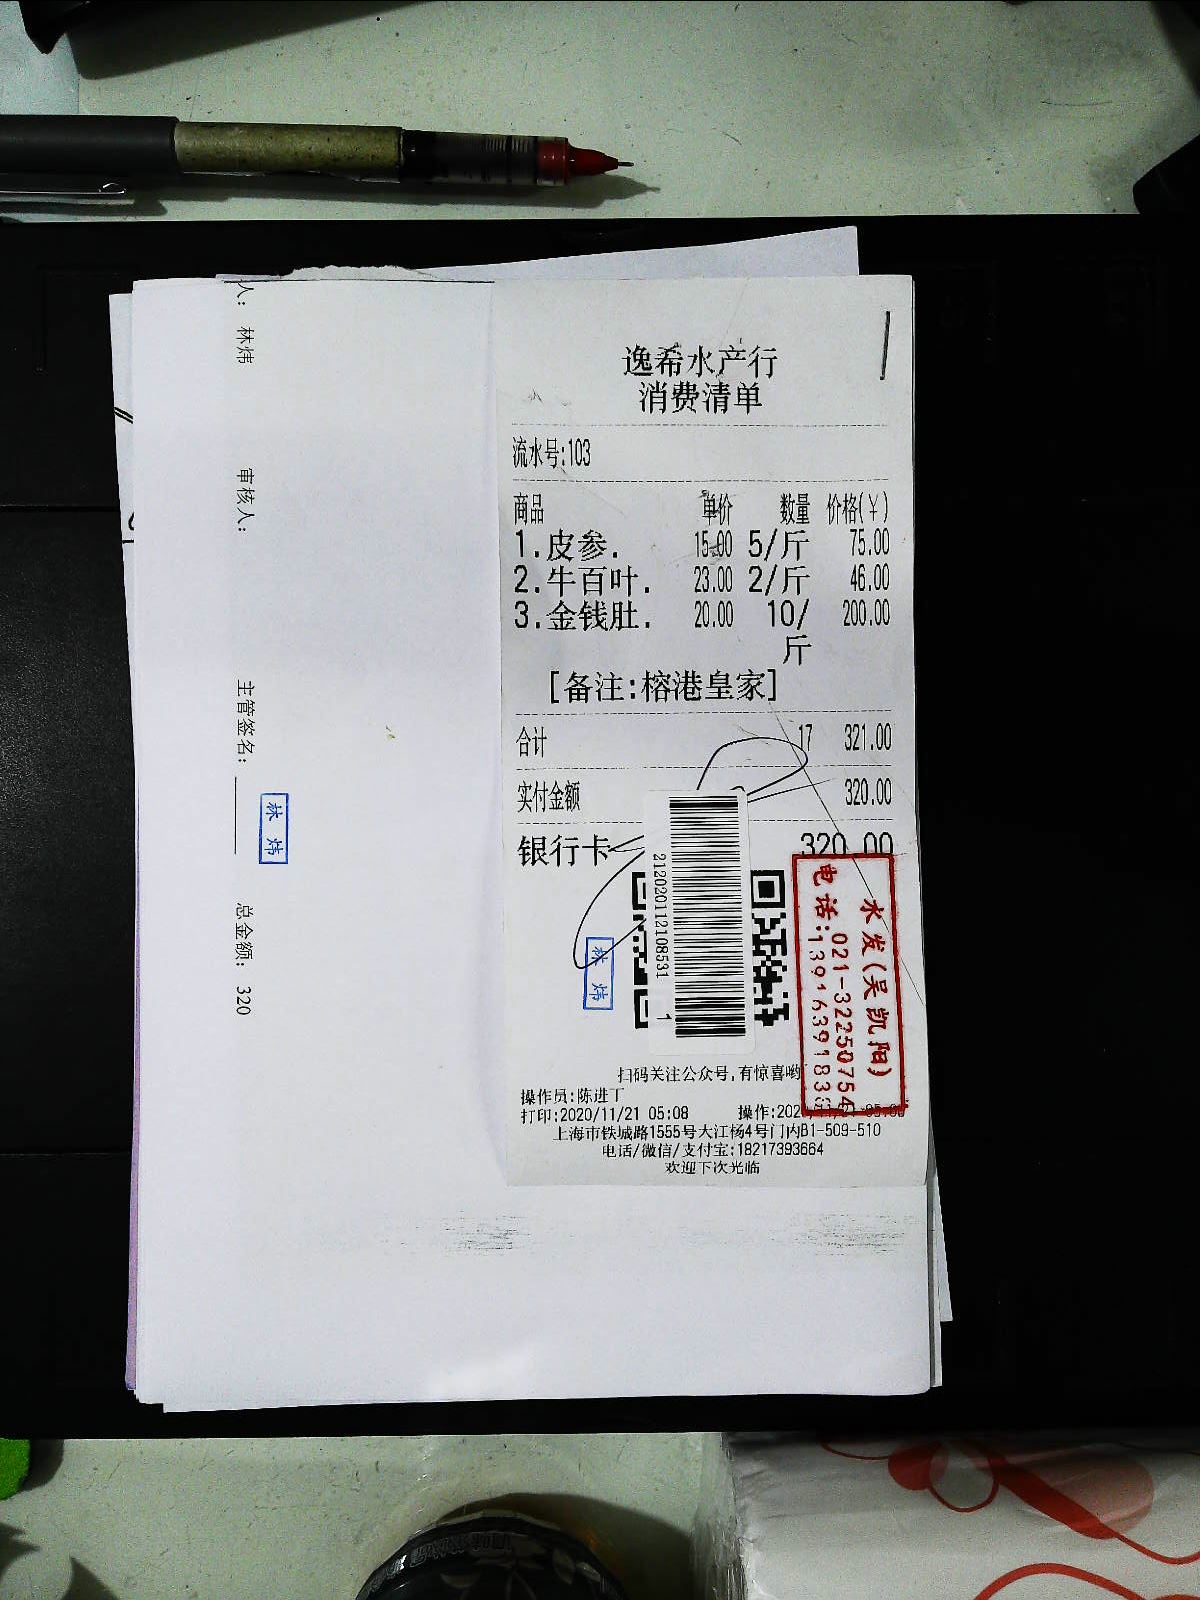 人: 林炜
审核人:
主管签名:
林炜
总金额: 320
逸希水产行
消费清单
流水号:103
商品 单价 数量 价格(¥)
1.皮参. 15.00 5/斤 75.00
2.牛百叶. 23.00 2/斤 46.00
3.金钱肚. 20.00 10/斤 200.00
[备注:榕港皇家]
合计 17 321.00
实付金额 320.00
银行卡 320.00
2120201121085311
林炜
水发(吴凯阳)
电话:021-32250754
扫码关注公众号,有惊喜哟
操作员:陈进丁
打印:2020/11/21 05:08 操作:202
上海市铁城路1555号大江杨4号门内B1-509-510
电话/微信/支付宝:18217393664
欢迎下次光临